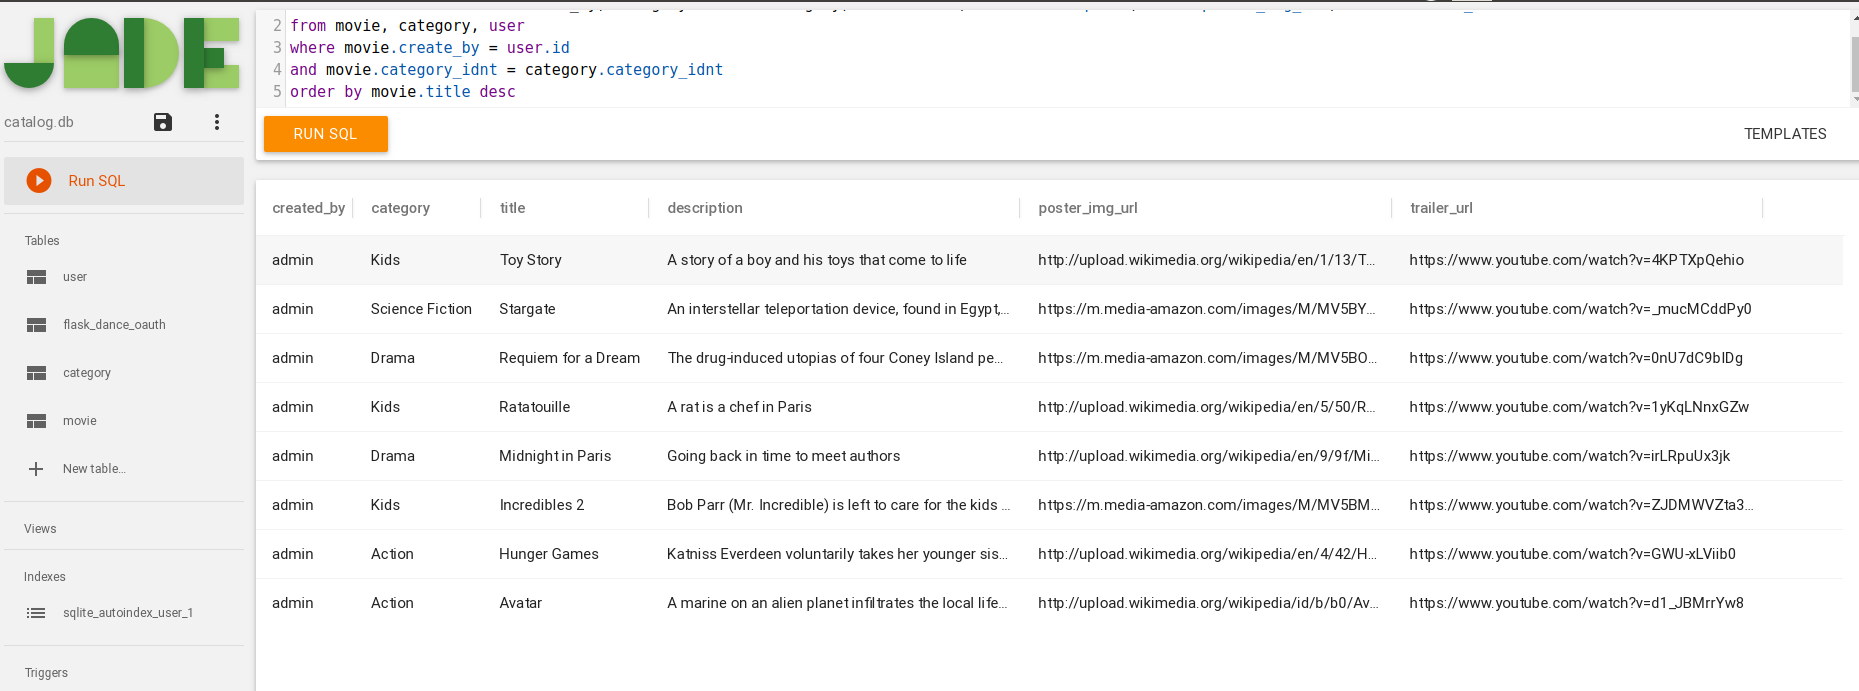 JADE
catalog.db
Run SQL
Tables
user
flask_dance_oauth
category
movie
New table...
Views
Indexes
sqlite_autoindex_user_1
Triggers
2 from movie, category, user
3 where movie.create_by = user.id
4 and movie.category_idnt = category.category_idnt
5 order by movie.title desc
RUN SQL
TEMPLATES
created_by category title description poster_img_url trailer_url
admin Kids Toy Story A story of a boy and his toys that come to life http://upload.wikimedia.org/wikipedia/en/1/13/T... https://www.youtube.com/watch?v=4KPTXpQehio
admin Science Fiction Stargate An interstellar teleportation device, found in Egypt,... https://m.media-amazon.com/images/M/MV5BY... https://www.youtube.com/watch?v=_mucMCddPy0
admin Drama Requiem for a Dream The drug-induced utopias of four Coney Island pe... https://m.media-amazon.com/images/M/MV5BO... https://www.youtube.com/watch?v=0nU7dC9bIDg
admin Kids Ratatouille A rat is a chef in Paris http://upload.wikimedia.org/wikipedia/en/5/50/R... https://www.youtube.com/watch?v=1yKqLNnxGZw
admin Drama Midnight in Paris Going back in time to meet authors http://upload.wikimedia.org/wikipedia/en/9/9f/Mi... https://www.youtube.com/watch?v=irLRpuUx3jk
admin Kids Incredibles 2 Bob Parr (Mr. Incredible) is left to care for the kids ... https://m.media-amazon.com/images/M/MV5BM... https://www.youtube.com/watch?v=ZJDMWVZta3...
admin Action Hunger Games Katniss Everdeen voluntarily takes her younger sis... http://upload.wikimedia.org/wikipedia/en/4/42/H... https://www.youtube.com/watch?v=GWU-xLViib0
admin Action Avatar A marine on an alien planet infiltrates the local life... http://upload.wikimedia.org/wikipedia/id/b/b0/Av... https://www.youtube.com/watch?v=d1_JBMrrYw8